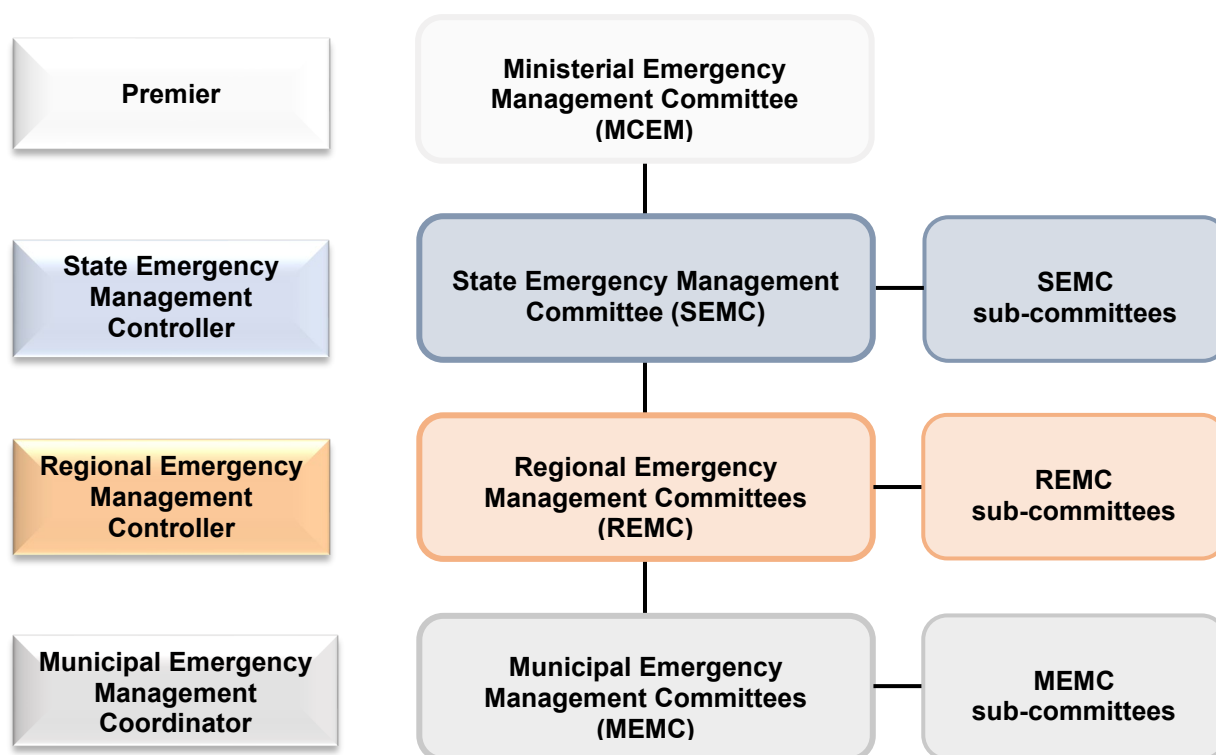 Premier
Ministerial Emergency
Management Committee
(MCEM)
State Emergency
Management
Controller
State Emergency Management
Committee (SEMC)
SEMC
sub-committees
Regional Emergency
Management
Controller
Regional Emergency
Management Committees
(REMC)
REMC
sub-committees
Municipal Emergency
Management
Coordinator
Municipal Emergency
Management Committees
(MEMC)
MEMC
sub-committees